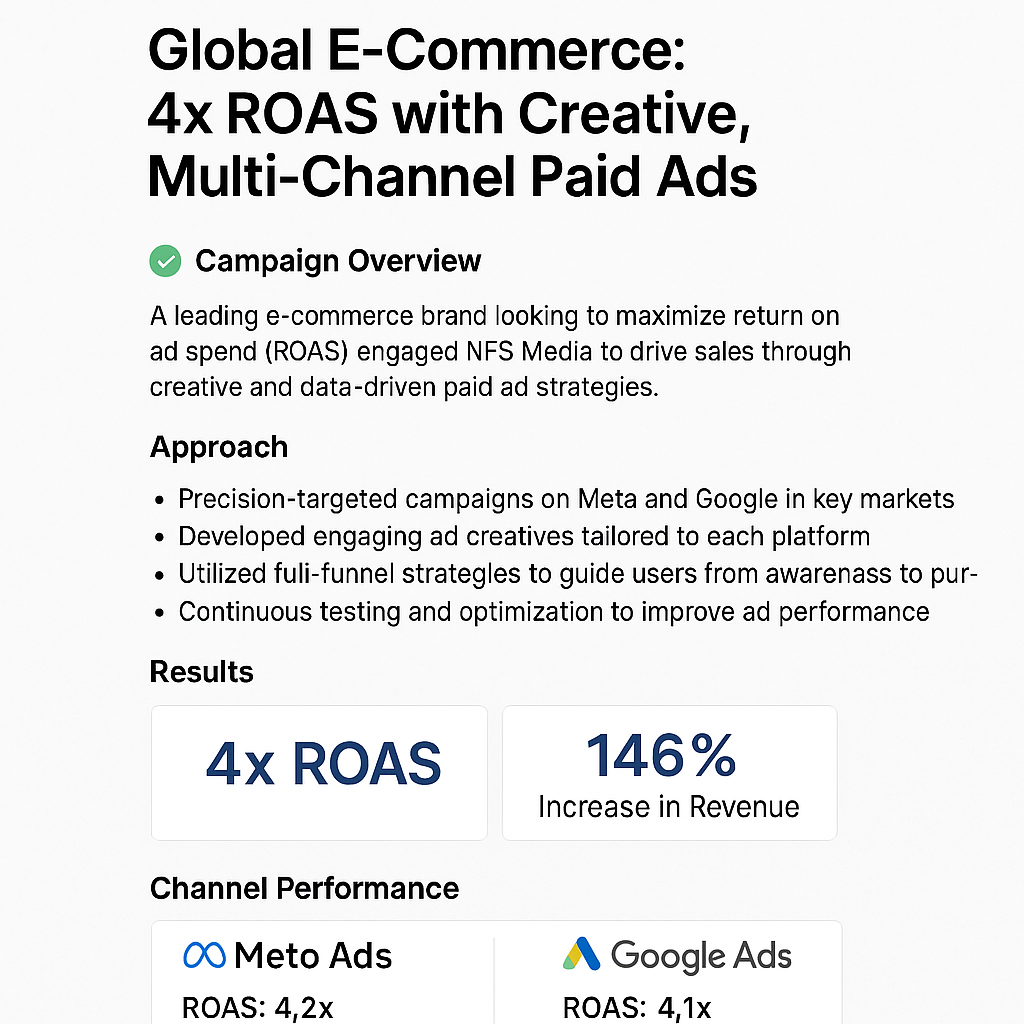 Global E-Commerce:
4x ROAS with Creative,
Multi-Channel Paid Ads
Campaign Overview
A leading e-commerce brand looking to maximize return on
ad spend (ROAS) engaged NFS Media to drive sales through
creative and data-driven paid ad strategies.
Approach
• Precision-targeted campaigns on Meta and Google in key markets
• Developed engaging ad creatives tailored to each platform
• Utilized fuli-funnel strategles to guide users from awarenass to pur-
• Continuous testing and optimization to improve ad performance
Results
4x ROAS
146%
Increase in Revenue
Channel Performance
Meto Ads
Google Ads
ROAS: 4,2x
ROAS: 4,1x